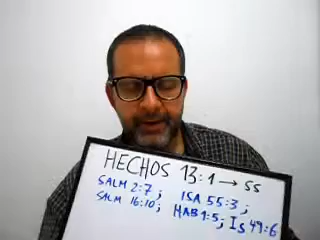 HECHOS 13:1 → 55
SALM 2:7; ISA 55:3;
SALM 16:10; HAB 1:5; Is 49:6